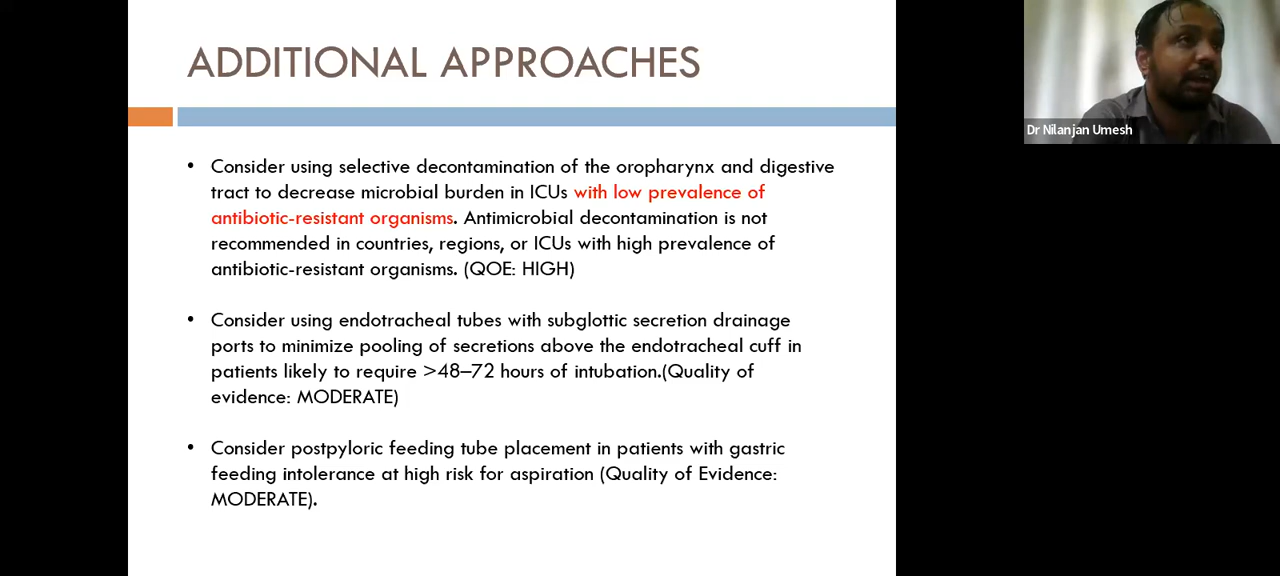 ADDITIONAL APPROACHES
• Consider using selective decontamination of the oropharynx and digestive
tract to decrease microbial burden in ICUs with low prevalence of
antibiotic-resistant organisms. Antimicrobial decontamination is not
recommended in countries, regions, or ICUs with high prevalence of
antibiotic-resistant organisms. (QOE: HIGH)
• Consider using endotracheal tubes with subglottic secretion drainage
ports to minimize pooling of secretions above the endotracheal cuff in
patients likely to require >48–72 hours of intubation.(Quality of
evidence: MODERATE)
• Consider postpyloric feeding tube placement in patients with gastric
feeding intolerance at high risk for aspiration (Quality of Evidence:
MODERATE).
Dr Nilanjan Umesh